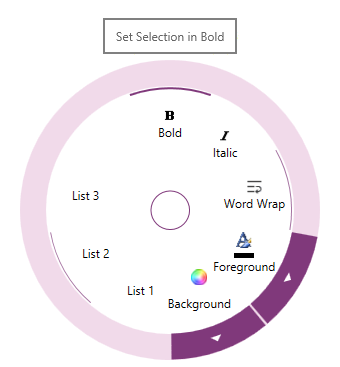 Set Selection in Bold
B
Bold
I
Italic
Word Wrap
List 3
A
Foreground
List 2
List 1
Background